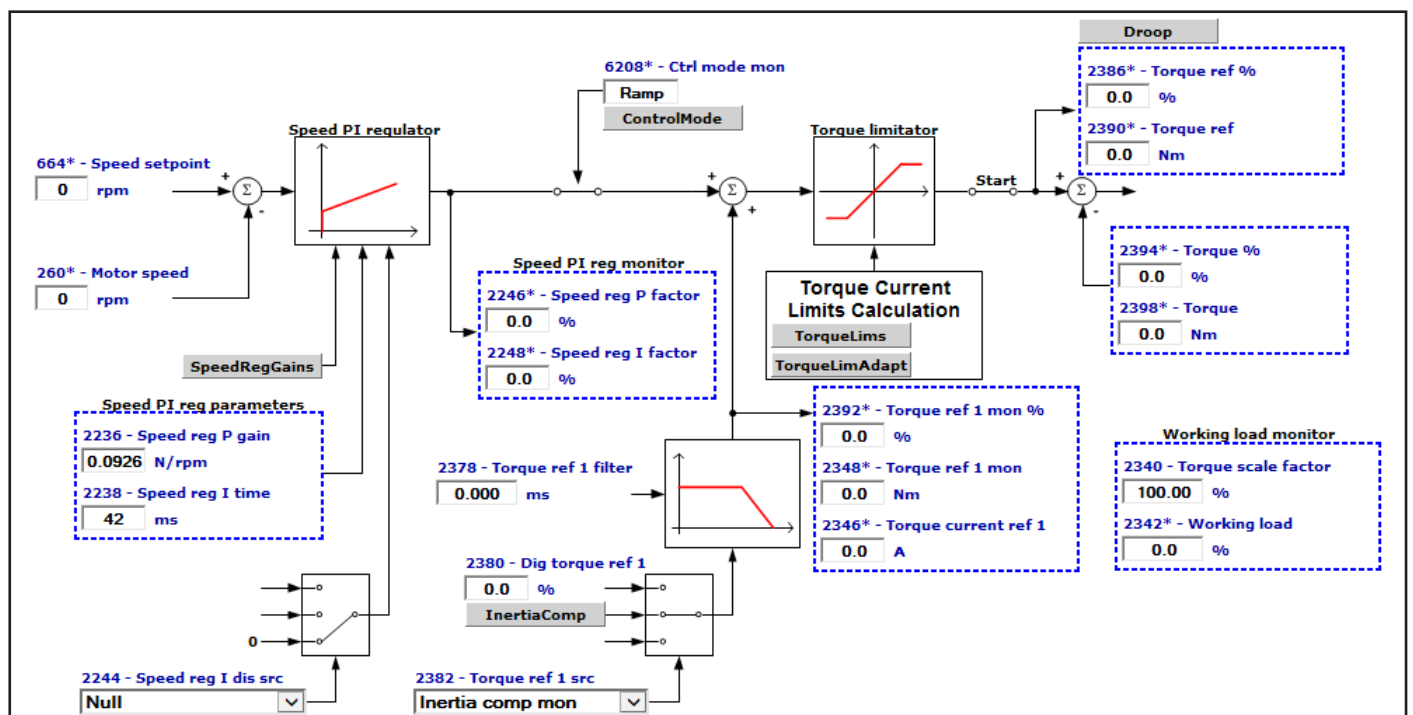 Droop
2386* - Torque ref %
0.0 %
2390* - Torque ref
0.0 Nm
6208* - Ctrl mode mon
Ramp
ControlMode
Speed PI regulator
Torque limitator
664* - Speed setpoint
0 rpm
+
Σ
-
+
Σ
+
Start
+
Σ
-
260* - Motor speed
0 rpm
Speed PI reg monitor
2246* - Speed reg P factor
0.0 %
2248* - Speed reg I factor
0.0 %
Torque Current
Limits Calculation
TorqueLims
TorqueLimAdapt
2394* - Torque %
0.0 %
2398* - Torque
0.0 Nm
SpeedRegGains
Speed PI reg parameters
2236 - Speed reg P gain
0.0926 N/rpm
2238 - Speed reg I time
42 ms
2378 - Torque ref 1 filter
0.000 ms
2392* - Torque ref 1 mon %
0.0 %
2348* - Torque ref 1 mon
0.0 Nm
2346* - Torque current ref 1
0.0 A
Working load monitor
2340 - Torque scale factor
100.00 %
2342* - Working load
0.0 %
2380 - Dig torque ref 1
0.0 %
InertiaComp
0
2244 - Speed reg I dis src
Null
2382 - Torque ref 1 src
Inertia comp mon